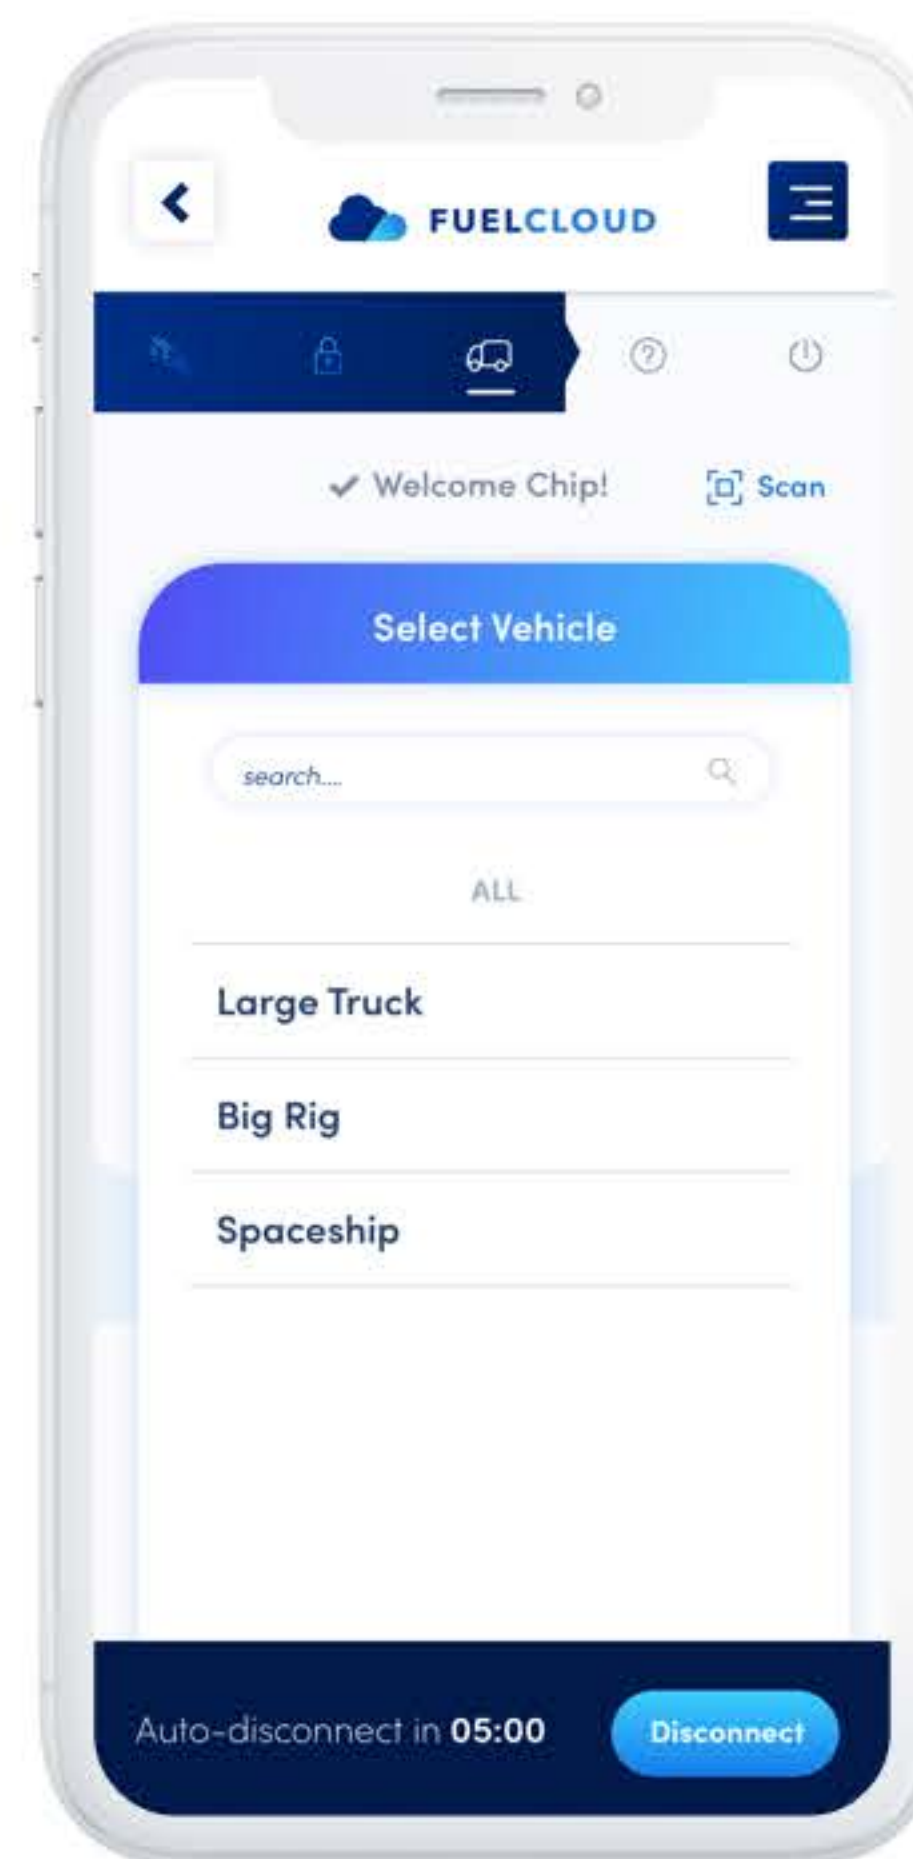 FUELCLOUD
Welcome Chip!
Scan
Select Vehicle
search....
ALL
Large Truck
Big Rig
Spaceship
Auto-disconnect in 05:00
Disconnect